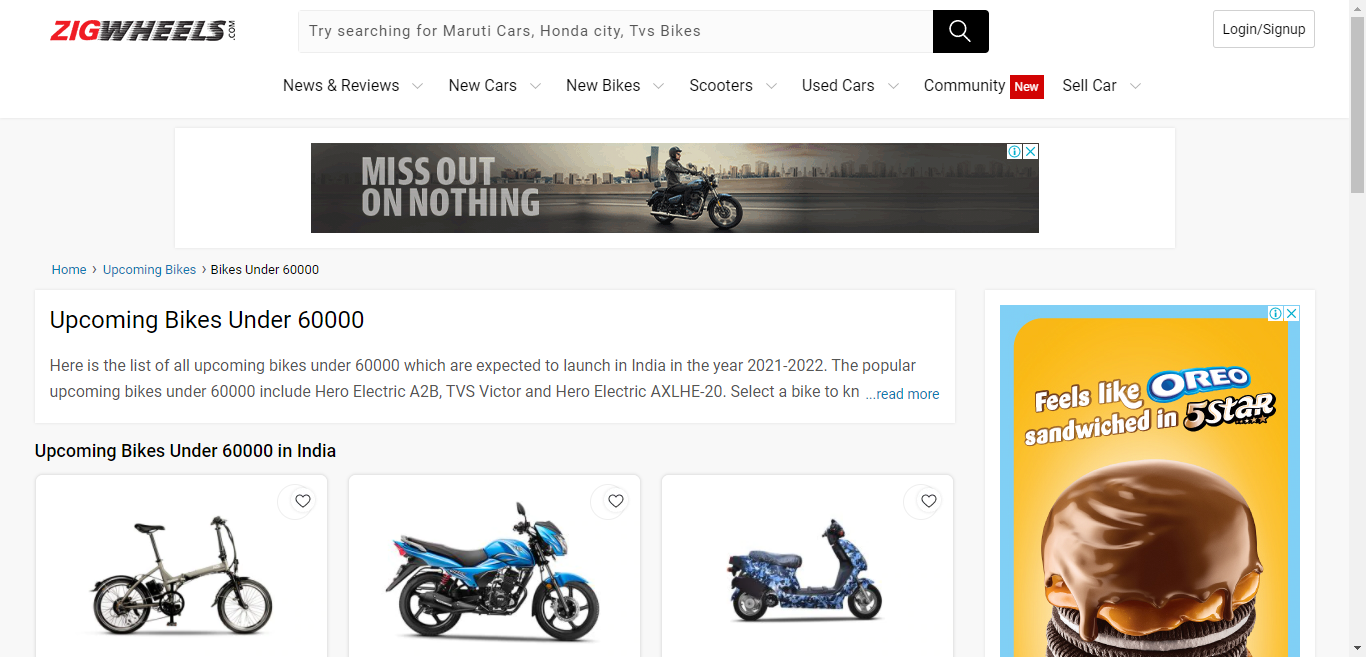 ZIGWHEELS.COM
Try searching for Maruti Cars, Honda city, Tvs Bikes
Login/Signup
News & Reviews New Cars New Bikes Scooters Used Cars Community New Sell Car
MISS OUT
ON NOTHING
Home › Upcoming Bikes › Bikes Under 60000
Upcoming Bikes Under 60000
Here is the list of all upcoming bikes under 60000 which are expected to launch in India in the year 2021-2022. The popular
upcoming bikes under 60000 include Hero Electric A2B, TVS Victor and Hero Electric AXLHE-20. Select a bike to kn ...read more
Upcoming Bikes Under 60000 in India
Feels like OREO
sandwiched in 5Star